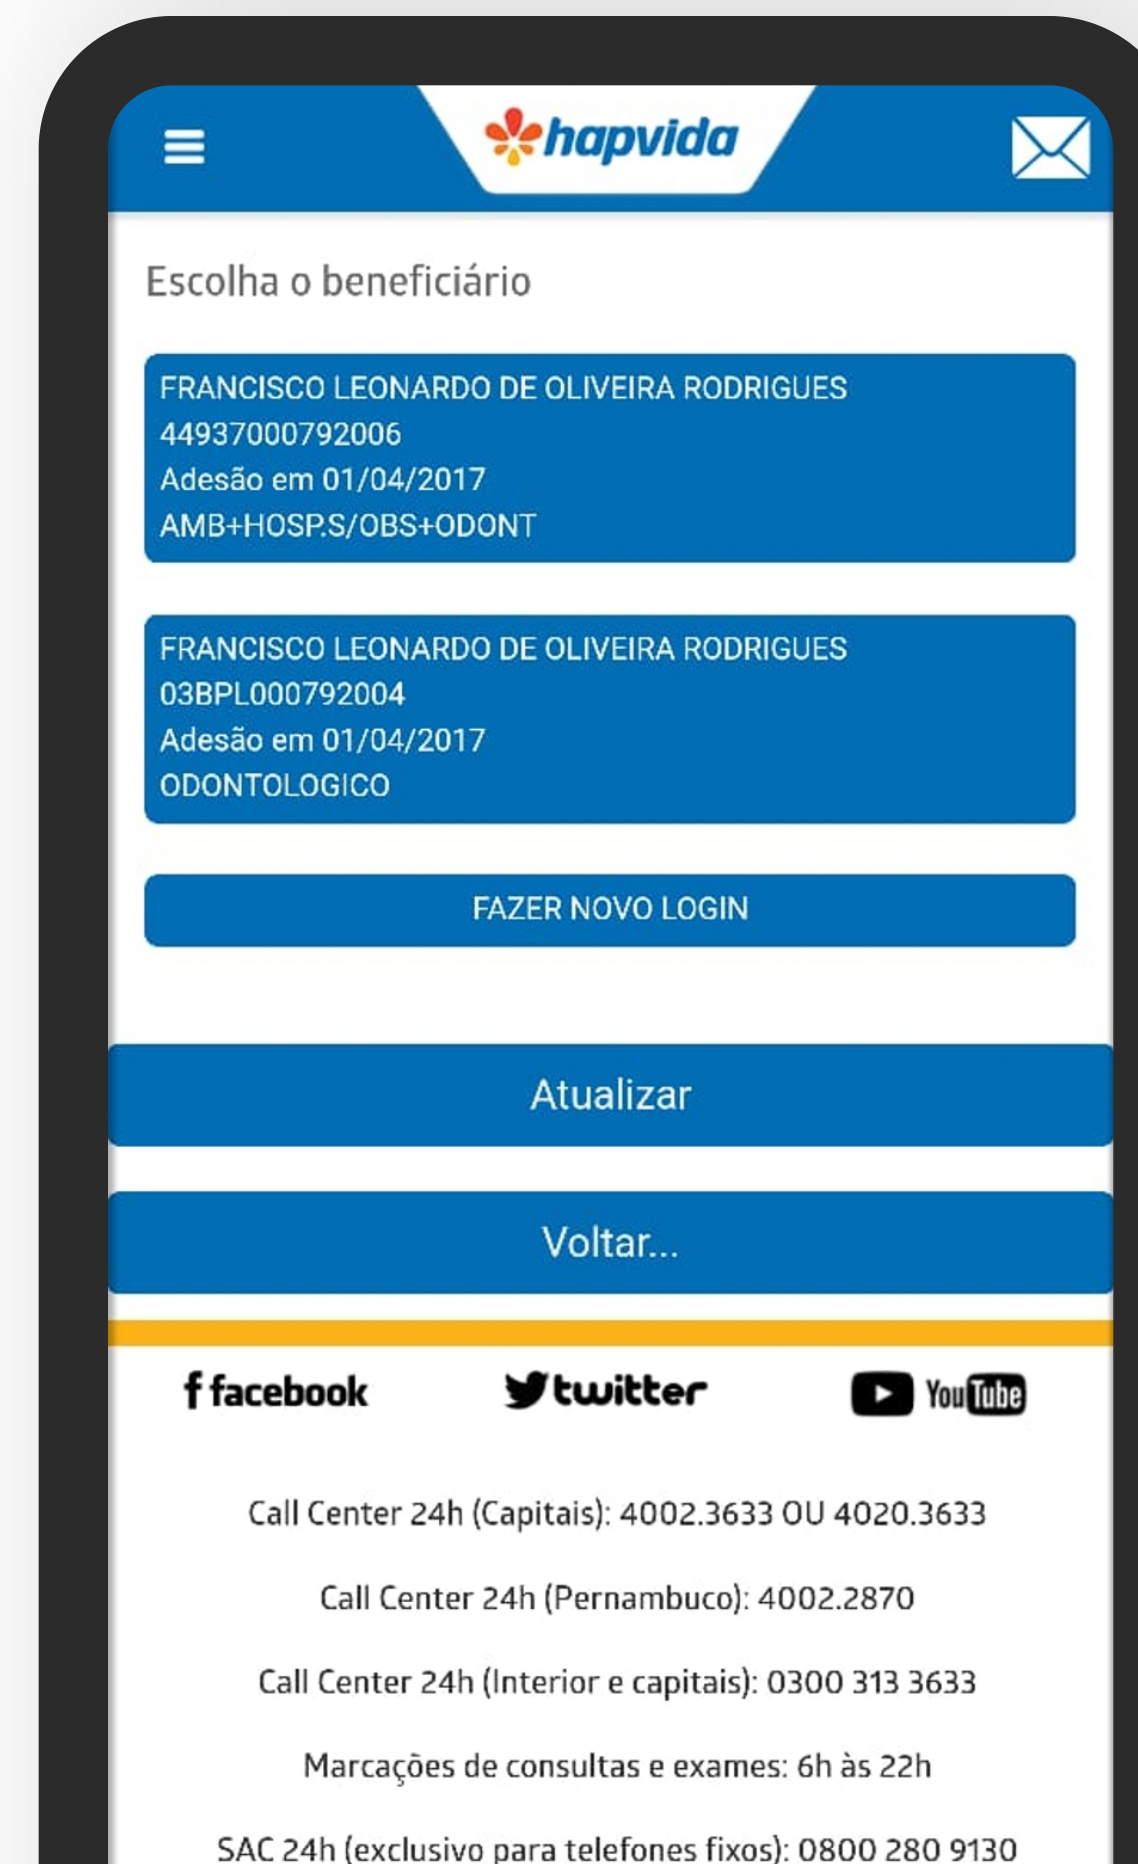 hapvida
Escolha o beneficiário
FRANCISCO LEONARDO DE OLIVEIRA RODRIGUES
44937000792006
Adesão em 01/04/2017
AMB+HOSP.S/OBS+ODONT
FRANCISCO LEONARDO DE OLIVEIRA RODRIGUES
03BPL000792004
Adesão em 01/04/2017
ODONTOLOGICO
FAZER NOVO LOGIN
Atualizar
Voltar...
f facebook twitter YouTube
Call Center 24h (Capitais): 4002.3633 OU 4020.3633
Call Center 24h (Pernambuco): 4002.2870
Call Center 24h (Interior e capitais): 0300 313 3633
Marcações de consultas e exames: 6h às 22h
SAC 24h (exclusivo para telefones fixos): 0800 280 9130